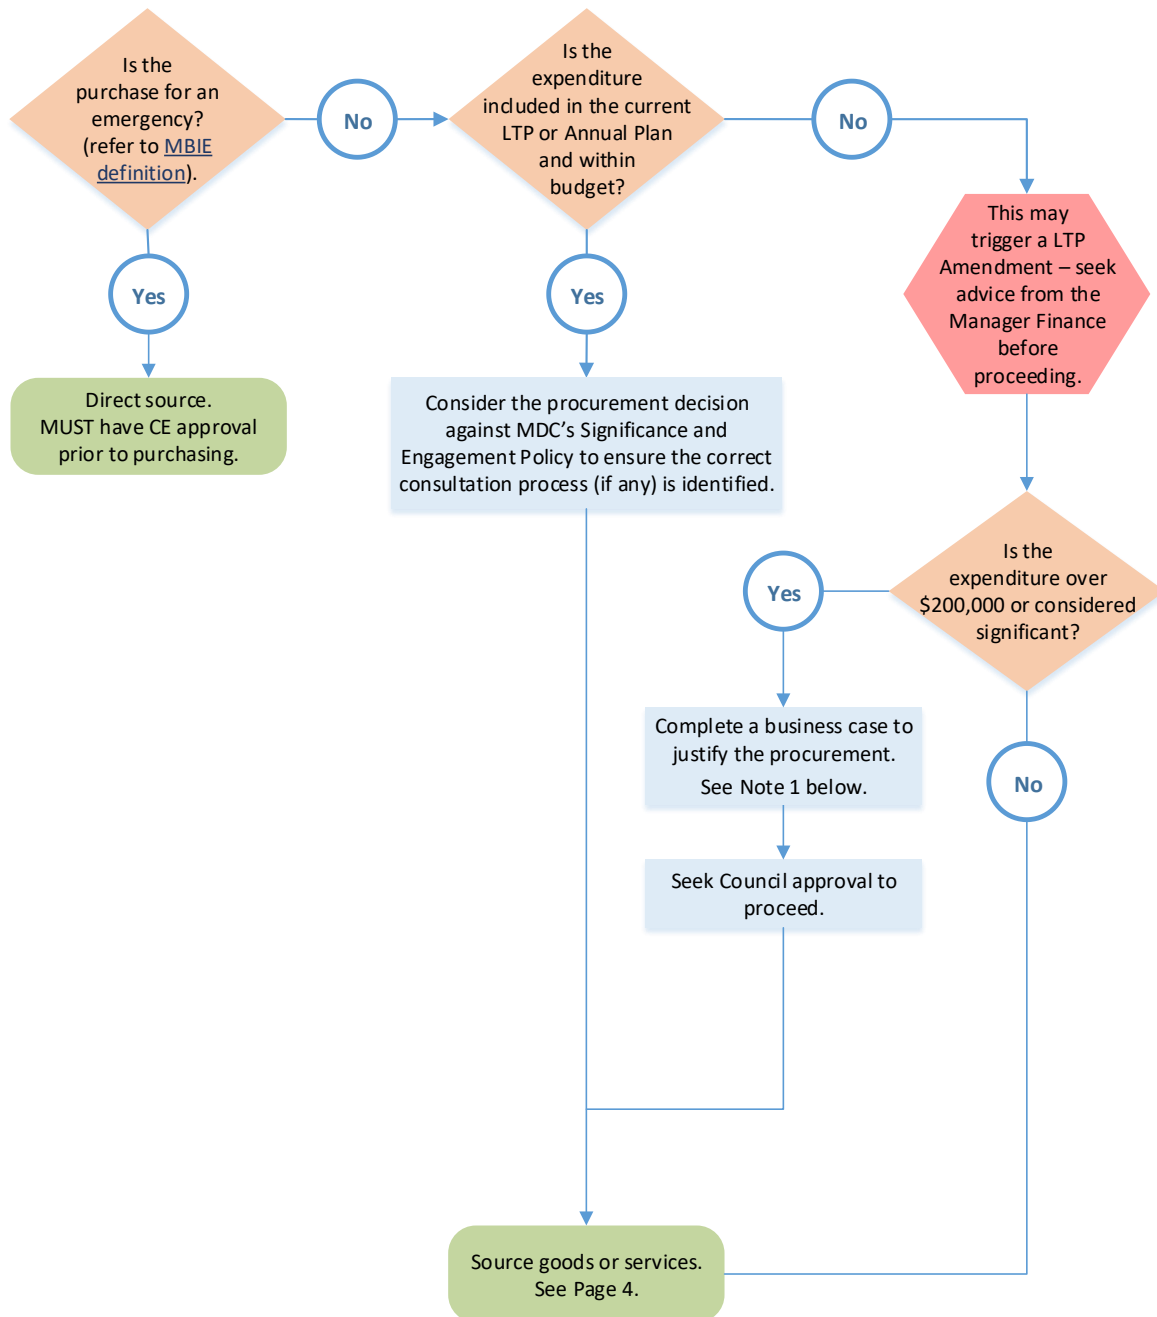 Is the
purchase for an
emergency?
(refer to MBIE
definition).
No
Is the
expenditure
included in the current
LTP or Annual Plan
and within
budget?
No
This may
trigger a LTP
Amendment – seek
advice from the
Manager Finance
before
proceeding.
Yes
Yes
Direct source.
MUST have CE approval
prior to purchasing.
Consider the procurement decision
against MDC's Significance and
Engagement Policy to ensure the correct
consultation process (if any) is identified.
Is the
expenditure over
$200,000 or considered
significant?
Yes
Complete a business case to
justify the procurement.
See Note 1 below.
No
Seek Council approval to
proceed.
Source goods or services.
See Page 4.